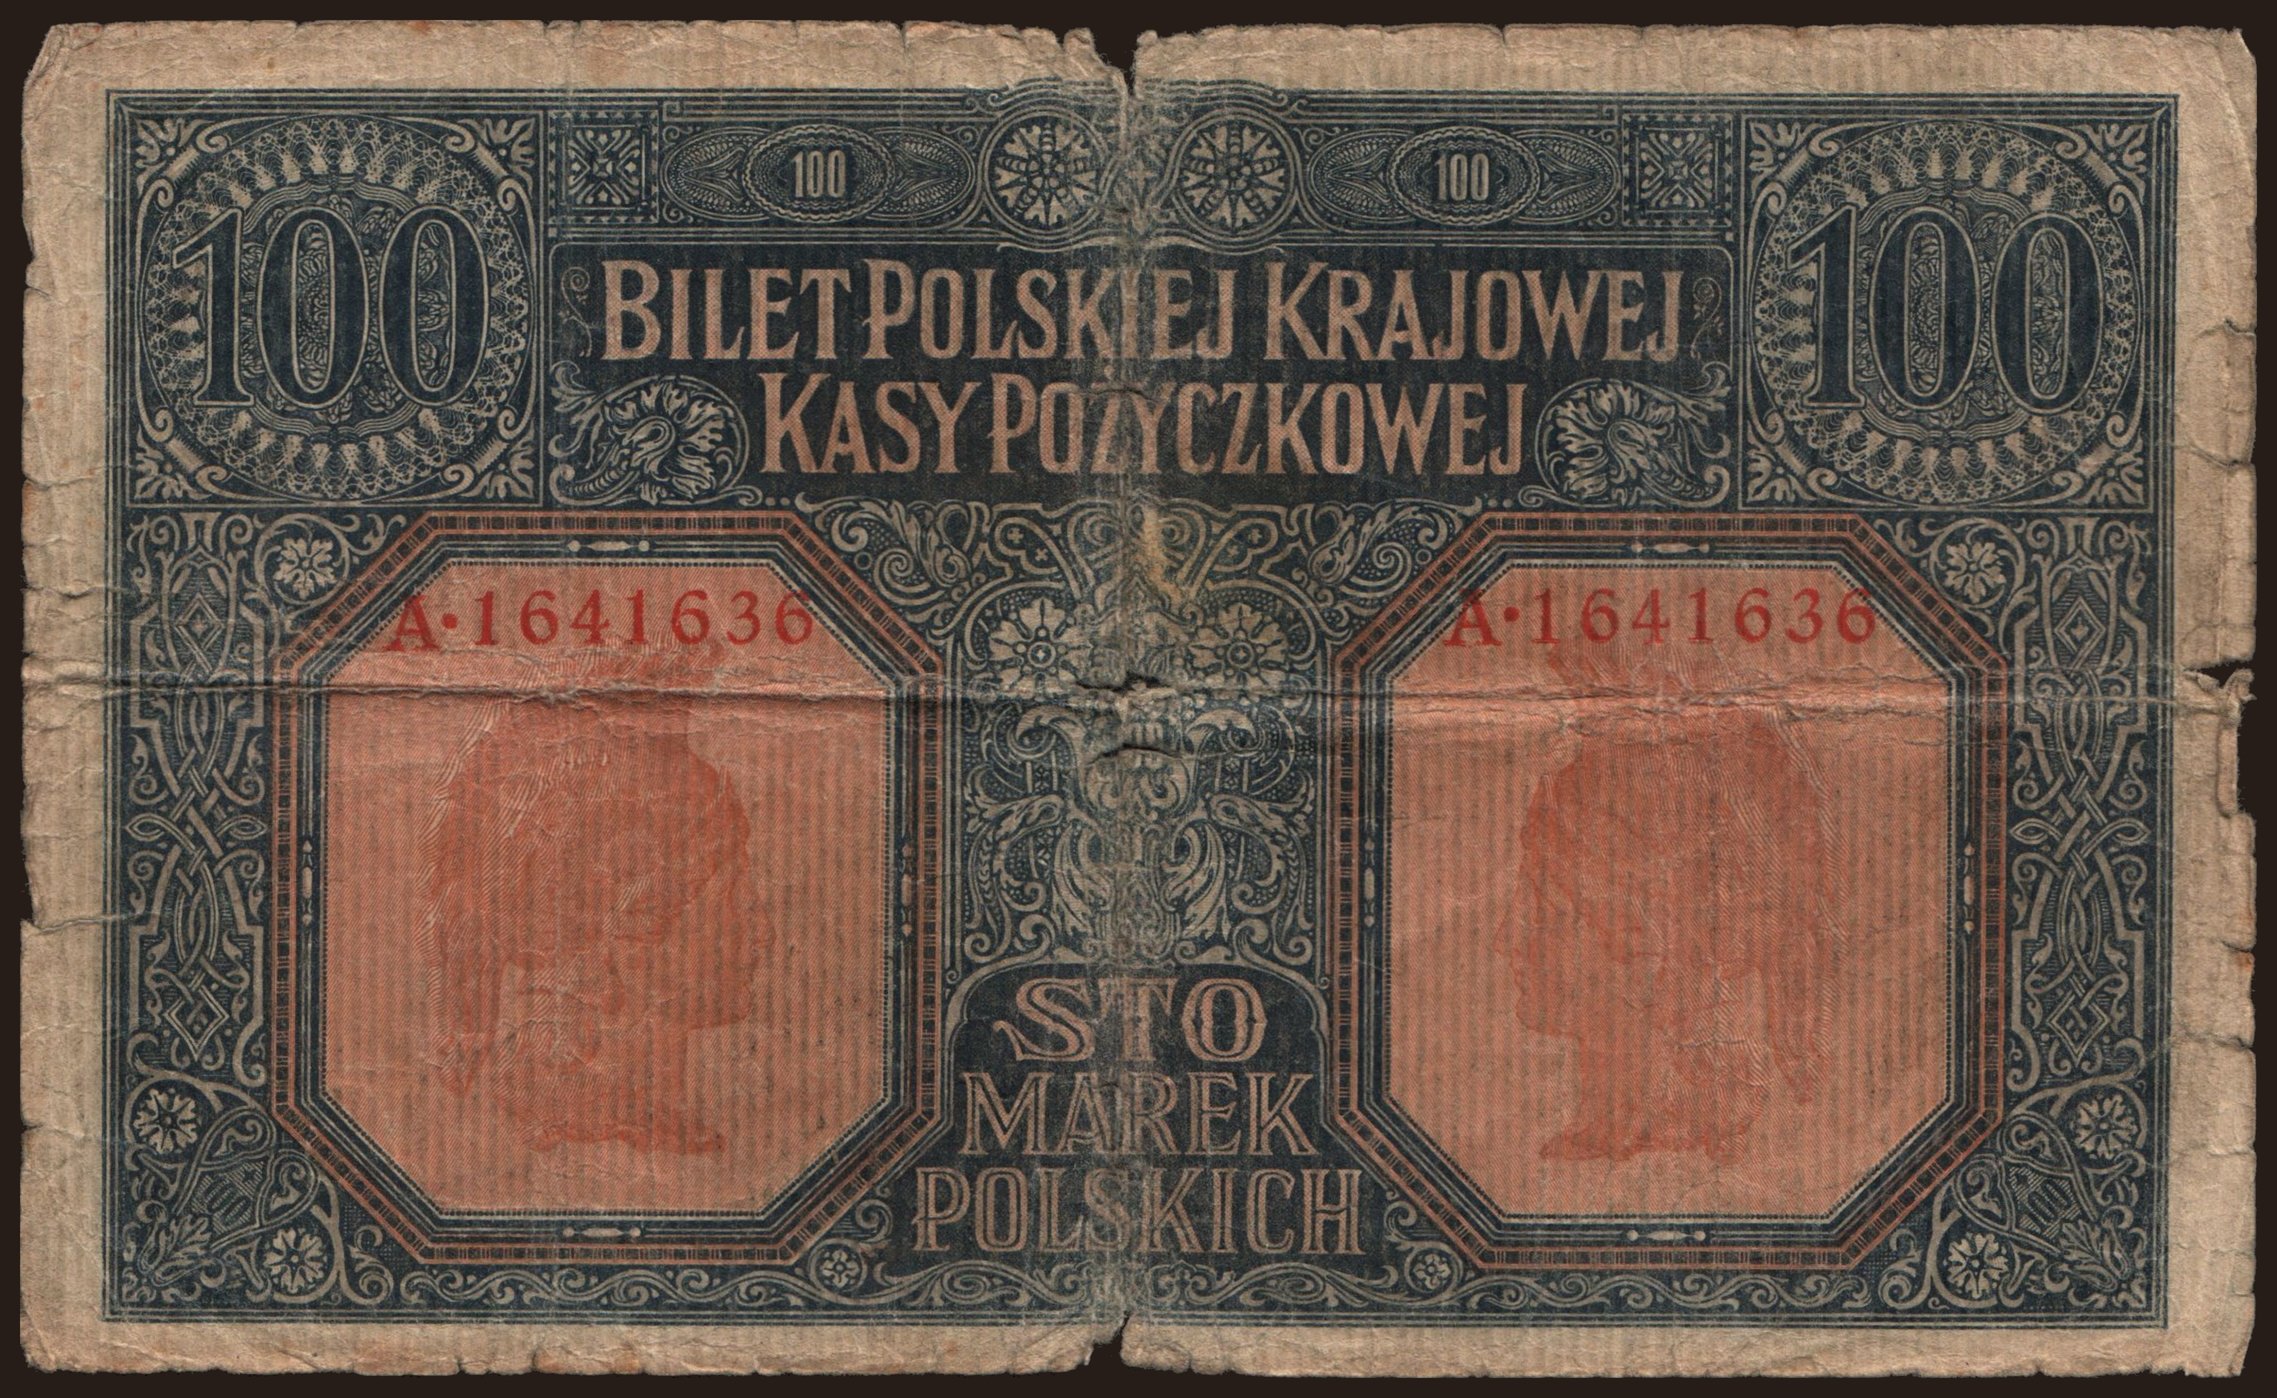 100 100
100 100
BILET POLSKIEJ KRAJOWEJ
KASY POŻYCZKOWEJ
A·1641636 A·1641636
STO
MAREK
POLSKICH